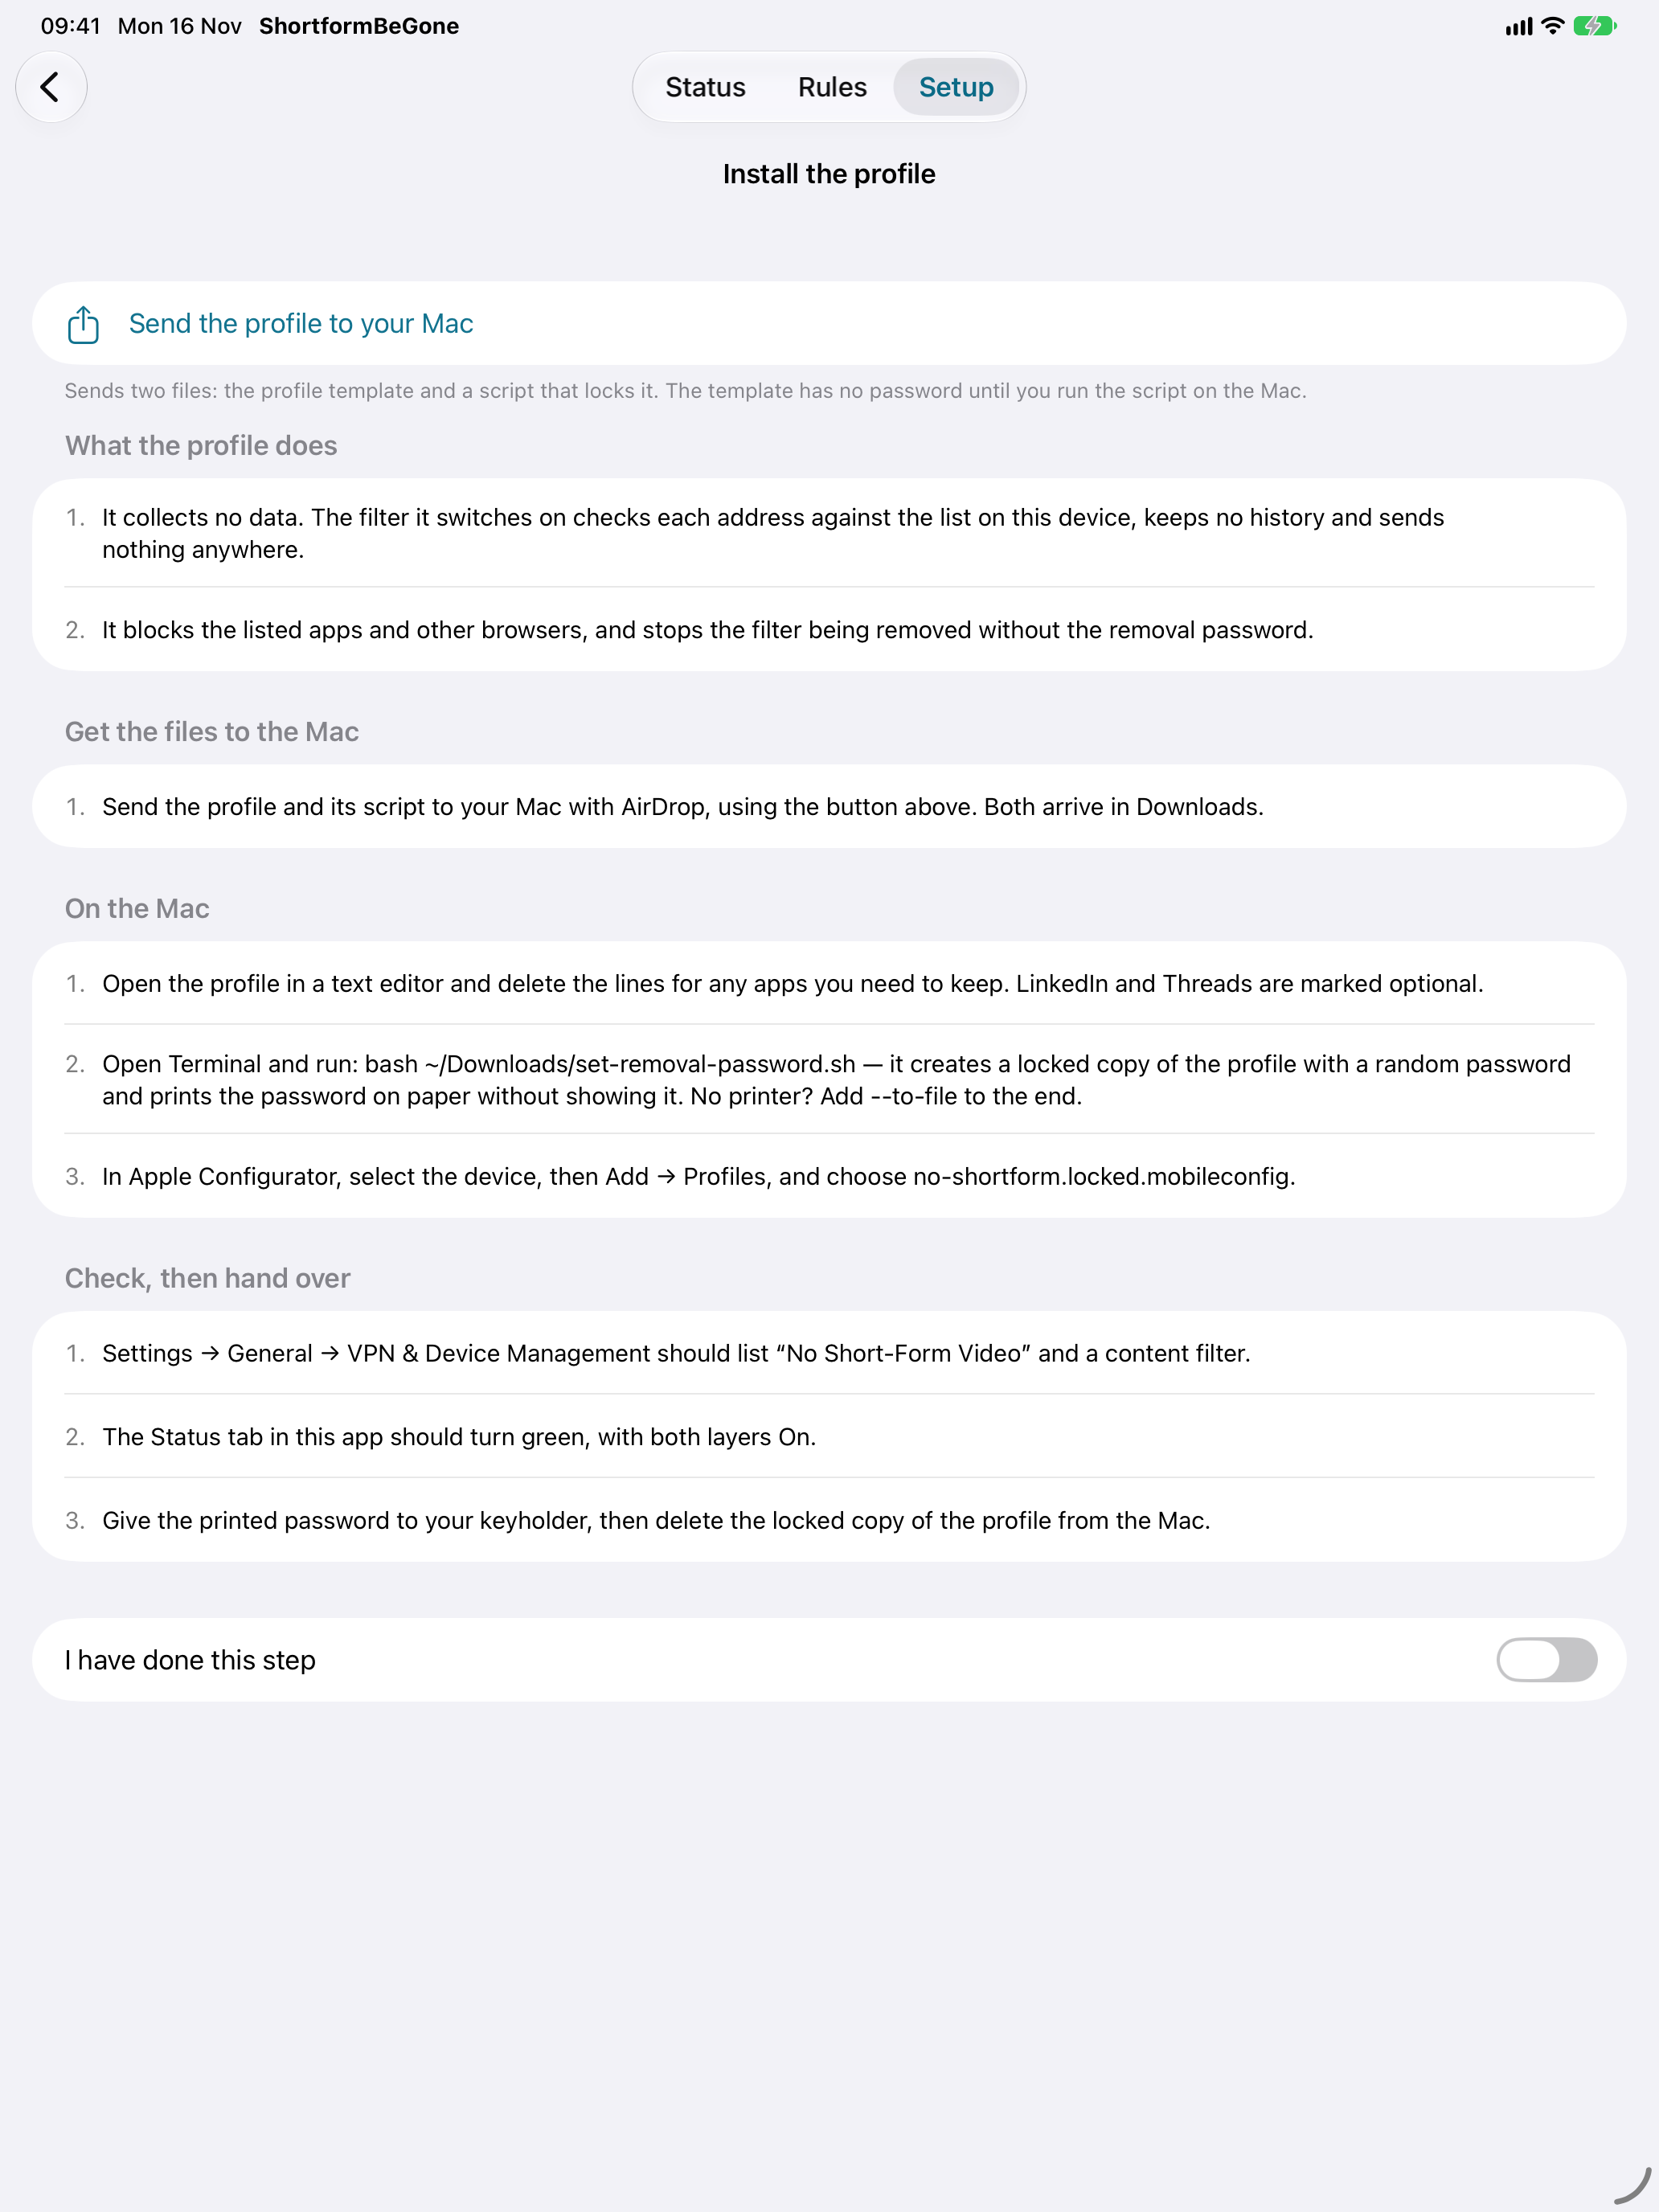 09:41 Mon 16 Nov ShortformBeGone
Status Rules Setup
Install the profile
Send the profile to your Mac
Sends two files: the profile template and a script that locks it. The template has no password until you run the script on the Mac.
What the profile does
1. It collects no data. The filter it switches on checks each address against the list on this device, keeps no history and sends
nothing anywhere.
2. It blocks the listed apps and other browsers, and stops the filter being removed without the removal password.
Get the files to the Mac
1. Send the profile and its script to your Mac with AirDrop, using the button above. Both arrive in Downloads.
On the Mac
1. Open the profile in a text editor and delete the lines for any apps you need to keep. LinkedIn and Threads are marked optional.
2. Open Terminal and run: bash ~/Downloads/set-removal-password.sh — it creates a locked copy of the profile with a random password
and prints the password on paper without showing it. No printer? Add --to-file to the end.
3. In Apple Configurator, select the device, then Add → Profiles, and choose no-shortform.locked.mobileconfig.
Check, then hand over
1. Settings → General → VPN & Device Management should list “No Short-Form Video” and a content filter.
2. The Status tab in this app should turn green, with both layers On.
3. Give the printed password to your keyholder, then delete the locked copy of the profile from the Mac.
I have done this step